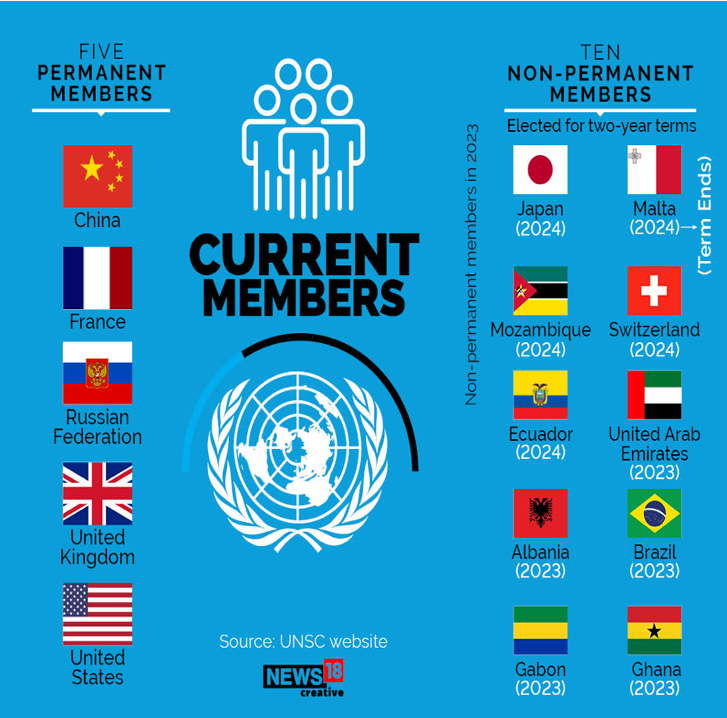 FIVE
PERMANENT
MEMBERS
China
France
Russian
Federation
United
Kingdom
United
States
CURRENT
MEMBERS
Source: UNSC website
NEWS18
creative
TEN
NON-PERMANENT
MEMBERS
Elected for two-year terms
Non-permanent members in 2023
Japan
(2024)
Malta
(2024)→
(Term Ends)
Mozambique
(2024)
Switzerland
(2024)
Ecuador
(2024)
United Arab
Emirates
(2023)
Albania
(2023)
Brazil
(2023)
Gabon
(2023)
Ghana
(2023)